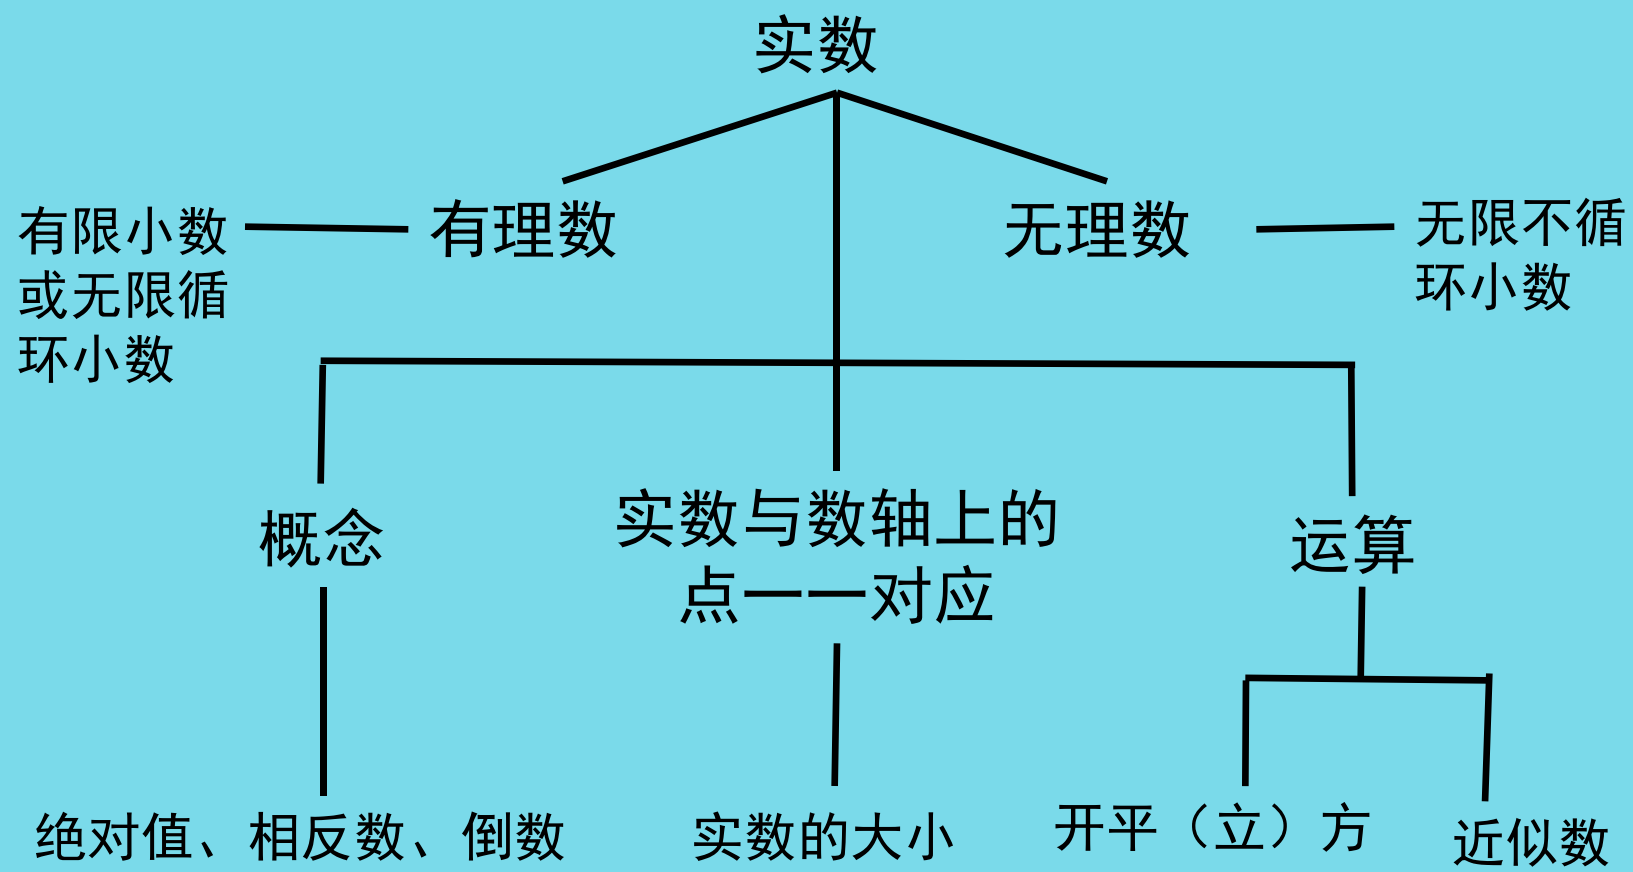 实数
有理数
无理数
有限小数
或无限循
环小数
无限不循
环小数
概念
实数与数轴上的
点一一对应
运算
绝对值、相反数、倒数
实数的大小
开平（立）方
近似数